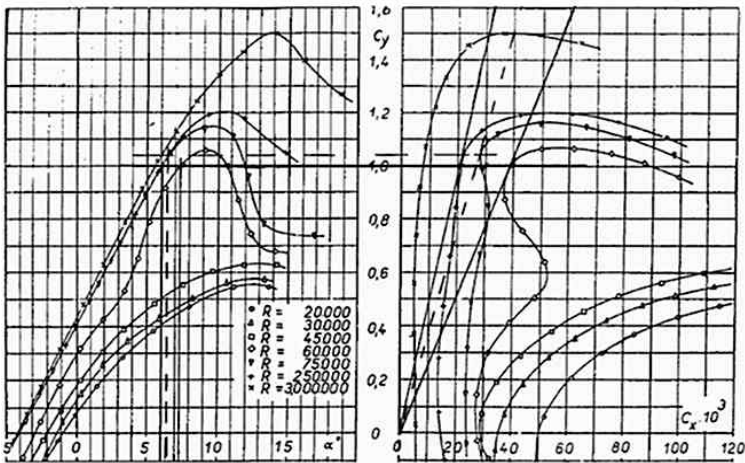 1,6
Cy
1,4
1,2
1,0
0,8
0,6
0,4
0,2
0
R = 20000
R = 30000
R = 45000
R = 60000
R = 75000
R = 250000
R = 3,000000
-5 0 5 10 15
α°
0 20 40 60 80 100 120
Cx·10³